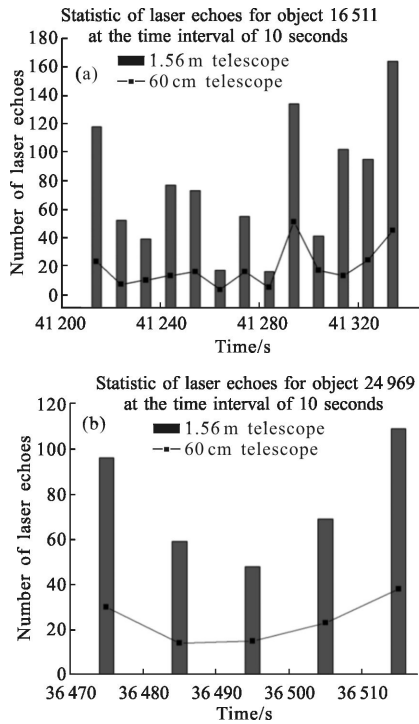 Statistic of laser echoes for object 16 511
at the time interval of 10 seconds
180
160
140
120
100
80
60
40
20
0
Number of laser echoes
(a)
1.56 m telescope
60 cm telescope
41 200
41 240
41 280
41 320
Time/s
Statistic of laser echoes for object 24 969
at the time interval of 10 seconds
120
100
80
60
40
20
0
Number of laser echoes
(b)
1.56 m telescope
60 cm telescope
36 470
36 480
36 490
36 500
36 510
Time/s